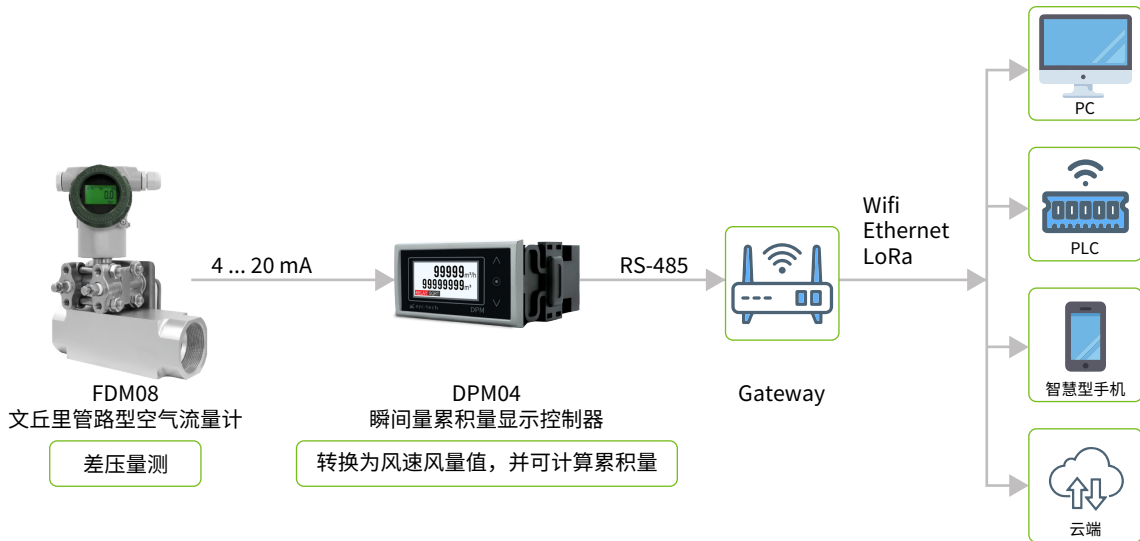 PC
PLC
智慧型手机
云端
Wifi
Ethernet
LoRa
4 ... 20 mA
RS-485
99999m³/h
99999999m³
DPM
FDM08
文丘里管路型空气流量计
差压量测
DPM04
瞬间量累积量显示控制器
转换为风速风量值，并可计算累积量
Gateway